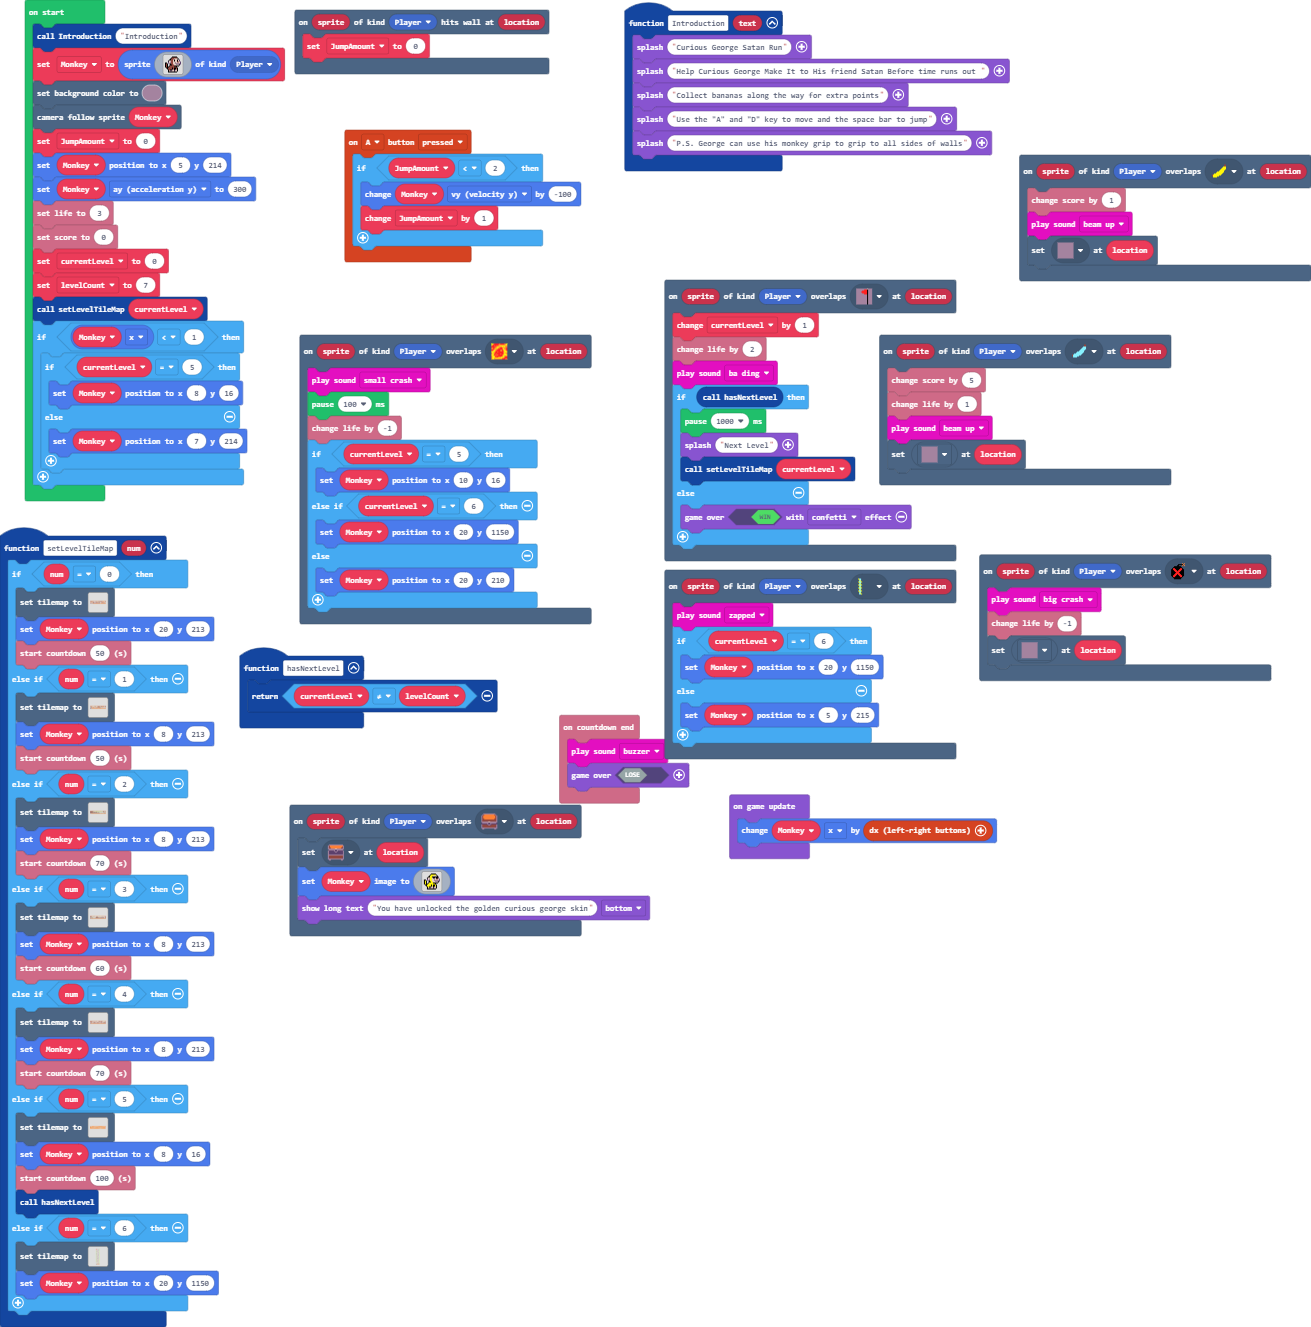 on start
call Introduction "Introduction"
set Monkey to sprite of kind Player
set background color to
camera follow sprite Monkey
set JumpAmount to 0
set Monkey position to x 5 y 214
set Monkey ay (acceleration y) to 300
set life to 3
set score to 0
set currentLevel to 0
set levelCount to 7
call setLevelTileMap currentLevel
if Monkey x < 1 then
if currentLevel = 5 then
set Monkey position to x 8 y 16
else
set Monkey position to x 7 y 214
on sprite of kind Player hits wall at location
set JumpAmount to 0
on A button pressed
if JumpAmount < 2 then
change Monkey vy (velocity y) by -100
change JumpAmount by 1
function Introduction text
splash "Curious George Satan Run"
splash "Help Curious George Make It to His friend Satan Before time runs out "
splash "Collect bananas along the way for extra points"
splash "Use the "A" and "D" key to move and the space bar to jump"
splash "P.S. George can use his monkey grip to grip to all sides of walls"
on sprite of kind Player overlaps at location
change score by 1
play sound beam up
set at location
on sprite of kind Player overlaps at location
play sound small crash
pause 100 ms
change life by -1
if currentLevel = 5 then
set Monkey position to x 10 y 16
else if currentLevel = 6 then
set Monkey position to x 20 y 1150
else
set Monkey position to x 20 y 210
on sprite of kind Player overlaps at location
change currentLevel by 1
change life by 2
play sound ba ding
if call hasNextLevel then
pause 1000 ms
splash "Next Level"
call setLevelTileMap currentLevel
else
game over WIN with confetti effect
on sprite of kind Player overlaps at location
change score by 5
change life by 1
play sound beam up
set at location
function setLevelTileMap num
if num = 0 then
set tilemap to
set Monkey position to x 20 y 213
start countdown 50 (s)
else if num = 1 then
set tilemap to
set Monkey position to x 8 y 213
start countdown 50 (s)
else if num = 2 then
set tilemap to
set Monkey position to x 8 y 213
start countdown 70 (s)
else if num = 3 then
set tilemap to
set Monkey position to x 8 y 213
start countdown 60 (s)
else if num = 4 then
set tilemap to
set Monkey position to x 8 y 213
start countdown 70 (s)
else if num = 5 then
set tilemap to
set Monkey position to x 8 y 16
start countdown 100 (s)
call hasNextLevel
else if num = 6 then
set tilemap to
set Monkey position to x 20 y 1150
function hasNextLevel
return currentLevel ≠ levelCount
on sprite of kind Player overlaps at location
play sound zapped
if currentLevel = 6 then
set Monkey position to x 20 y 1150
else
set Monkey position to x 5 y 215
on sprite of kind Player overlaps at location
play sound big crash
change life by -1
set at location
on countdown end
play sound buzzer
game over LOSE
on game update
change Monkey x by dx (left-right buttons)
on sprite of kind Player overlaps at location
set at location
set Monkey image to
show long text "You have unlocked the golden curious george skin" bottom